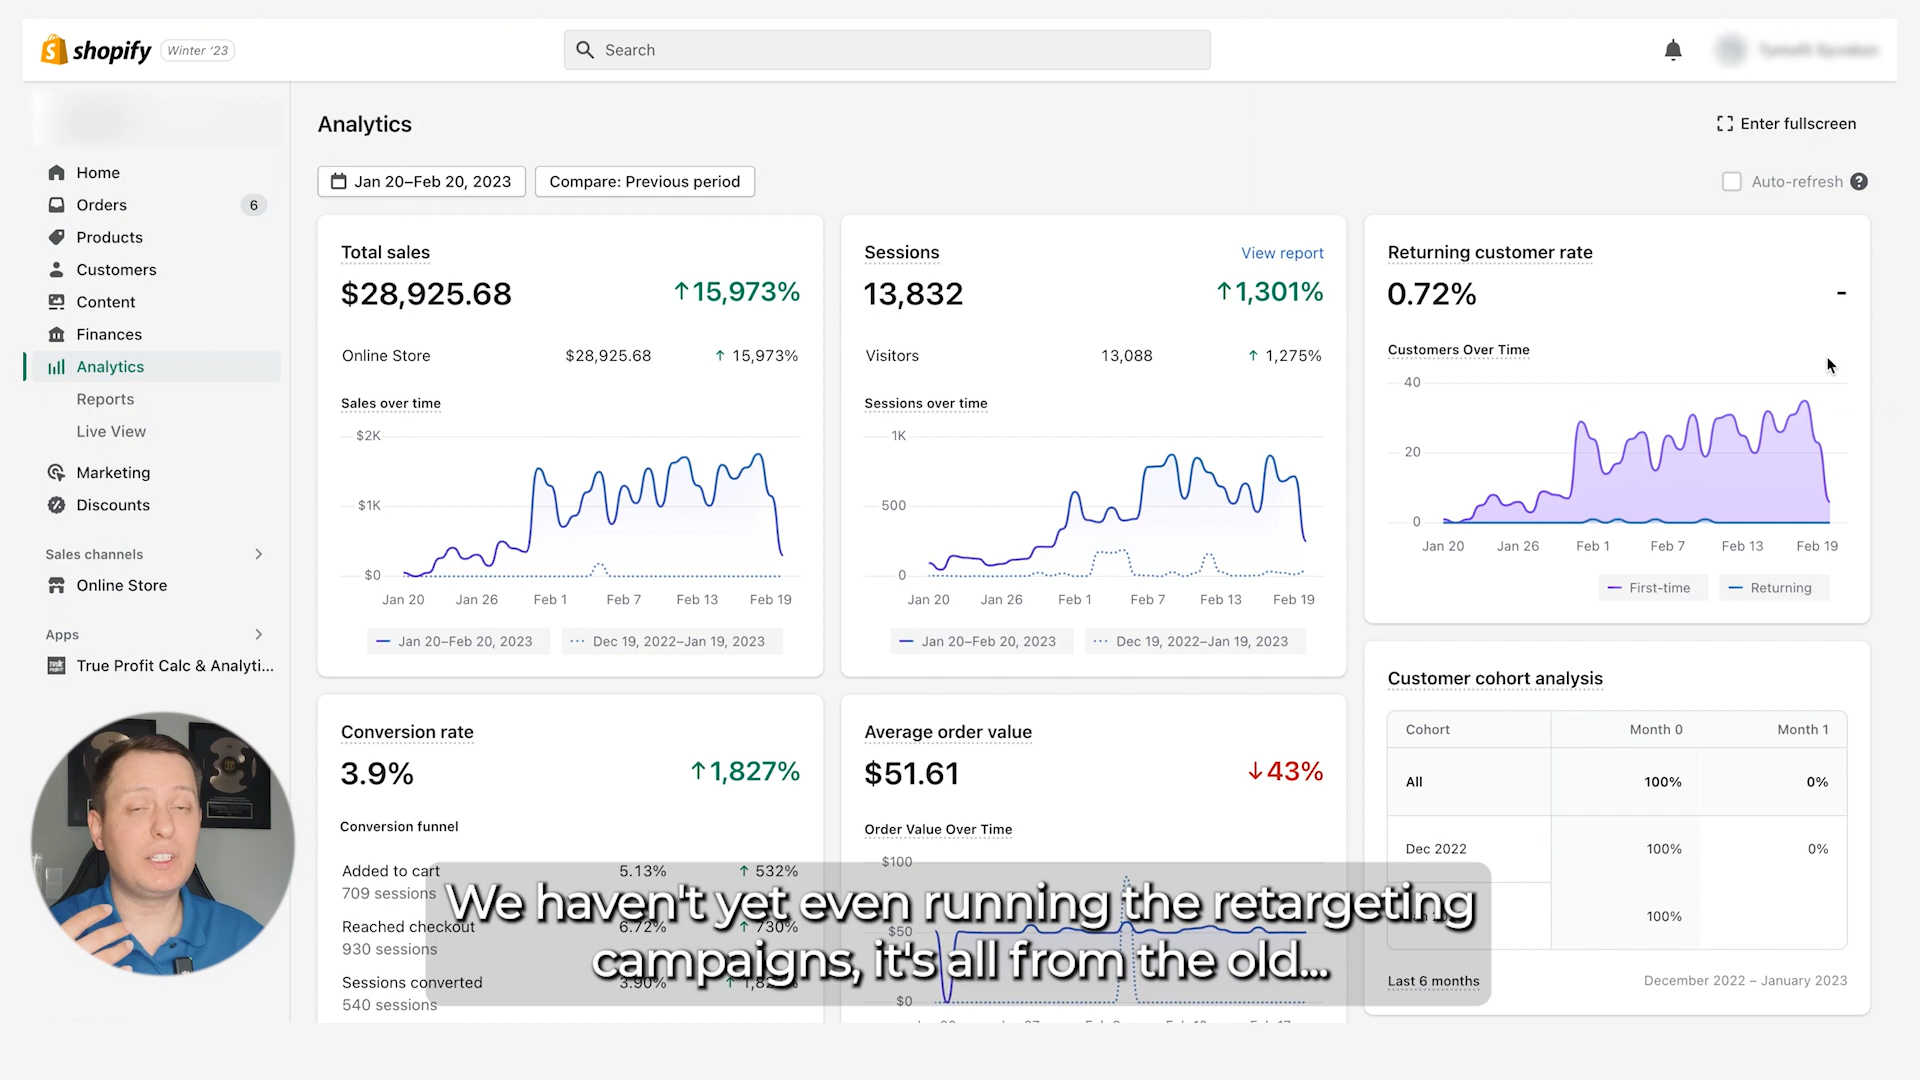 shopify Winter '23
Search
Home
Orders 6
Products
Customers
Content
Finances
Analytics
Reports
Live View
Marketing
Discounts
Sales channels
Online Store
Apps
True Profit Calc & Analyti...
Analytics
Enter fullscreen
Jan 20–Feb 20, 2023 Compare: Previous period
Auto-refresh
Total sales
$28,925.68 ↑15,973%
Online Store $28,925.68 ↑ 15,973%
Sales over time
$2K
$1K
$0
Jan 20 Jan 26 Feb 1 Feb 7 Feb 13 Feb 19
Jan 20–Feb 20, 2023 Dec 19, 2022–Jan 19, 2023
Sessions View report
13,832 ↑1,301%
Visitors 13,088 ↑ 1,275%
Sessions over time
1K
500
0
Jan 20 Jan 26 Feb 1 Feb 7 Feb 13 Feb 19
Jan 20–Feb 20, 2023 Dec 19, 2022–Jan 19, 2023
Returning customer rate
0.72% -
Customers Over Time
40
20
0
Jan 20 Jan 26 Feb 1 Feb 7 Feb 13 Feb 19
First-time Returning
Conversion rate
3.9% ↑1,827%
Conversion funnel
Added to cart 5.13% ↑ 532%
709 sessions
Reached checkout 6.72% ↑ 730%
930 sessions
Sessions converted 3.90%
540 sessions
Average order value
$51.61 ↓43%
Order Value Over Time
$100
$50
$0
Customer cohort analysis
Cohort Month 0 Month 1
All 100% 0%
Dec 2022 100% 0%
100%
Last 6 months December 2022 – January 2023
We haven't yet even running the retargeting
campaigns, it's all from the old...